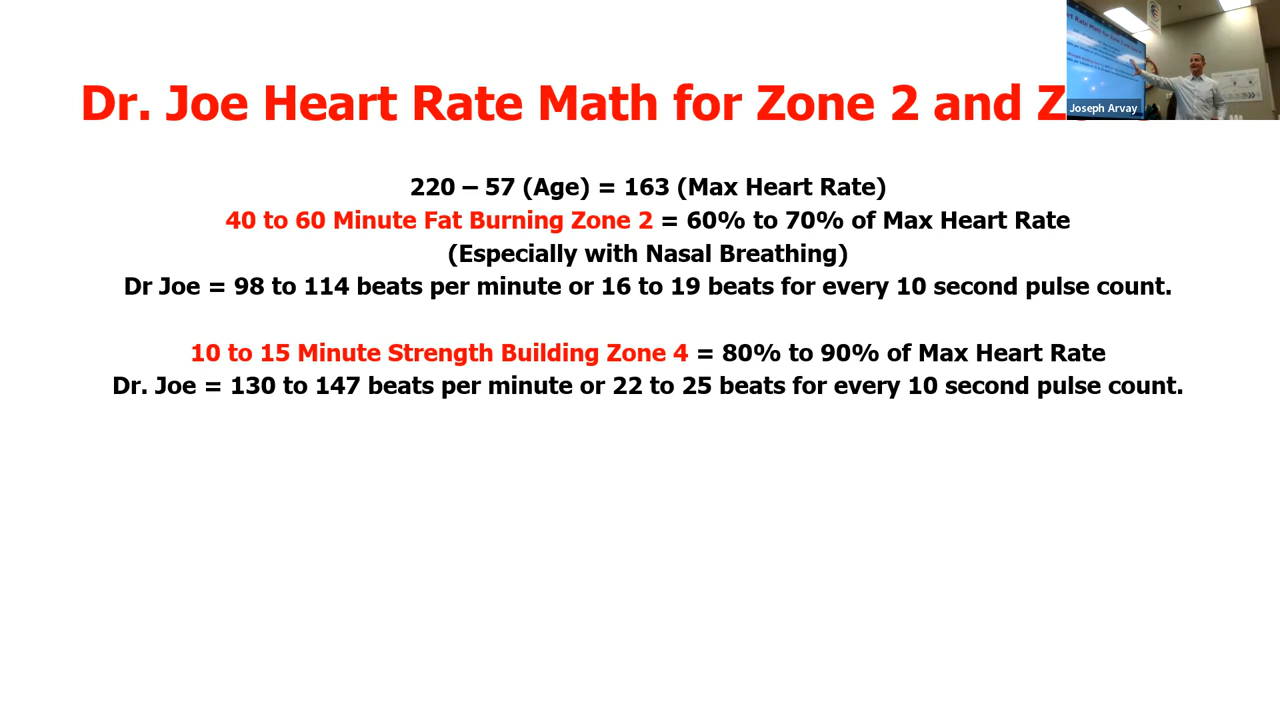 Dr. Joe Heart Rate Math for Zone 2 and
Joseph Arvay
220 – 57 (Age) = 163 (Max Heart Rate)
40 to 60 Minute Fat Burning Zone 2 = 60% to 70% of Max Heart Rate
(Especially with Nasal Breathing)
Dr Joe = 98 to 114 beats per minute or 16 to 19 beats for every 10 second pulse count.
10 to 15 Minute Strength Building Zone 4 = 80% to 90% of Max Heart Rate
Dr. Joe = 130 to 147 beats per minute or 22 to 25 beats for every 10 second pulse count.